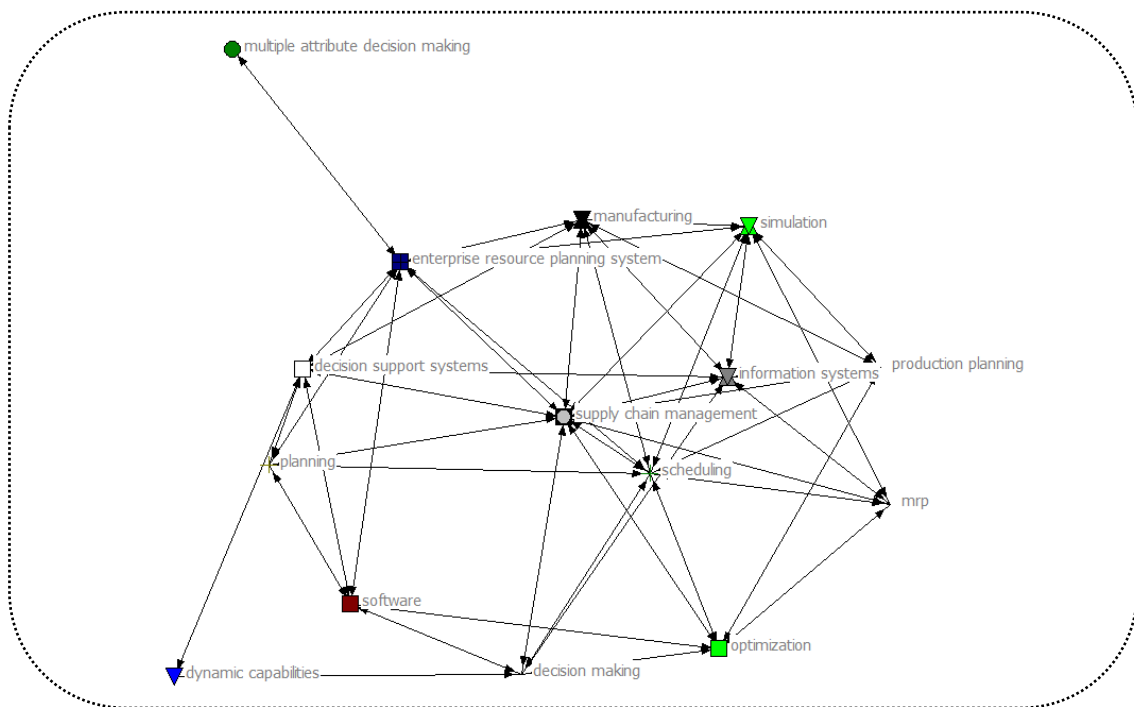 multiple attribute decision making
manufacturing
simulation
enterprise resource planning system
decision support systems
information systems
production planning
supply chain management
planning
scheduling
mrp
software
optimization
dynamic capabilities
decision making